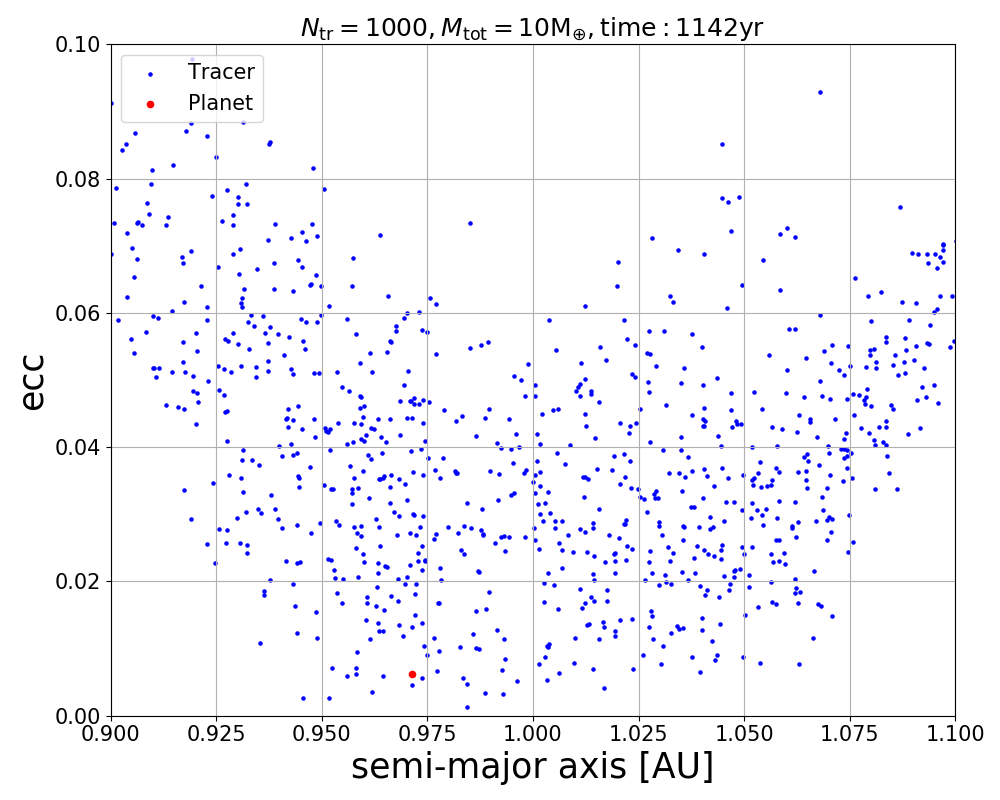 N_tr = 1000, M_tot = 10M_⊕, time : 1142yr
0.10
Tracer
Planet
0.08
0.06
ecc
0.04
0.02
0.00
0.900 0.925 0.950 0.975 1.000 1.025 1.050 1.075 1.100
semi-major axis [AU]